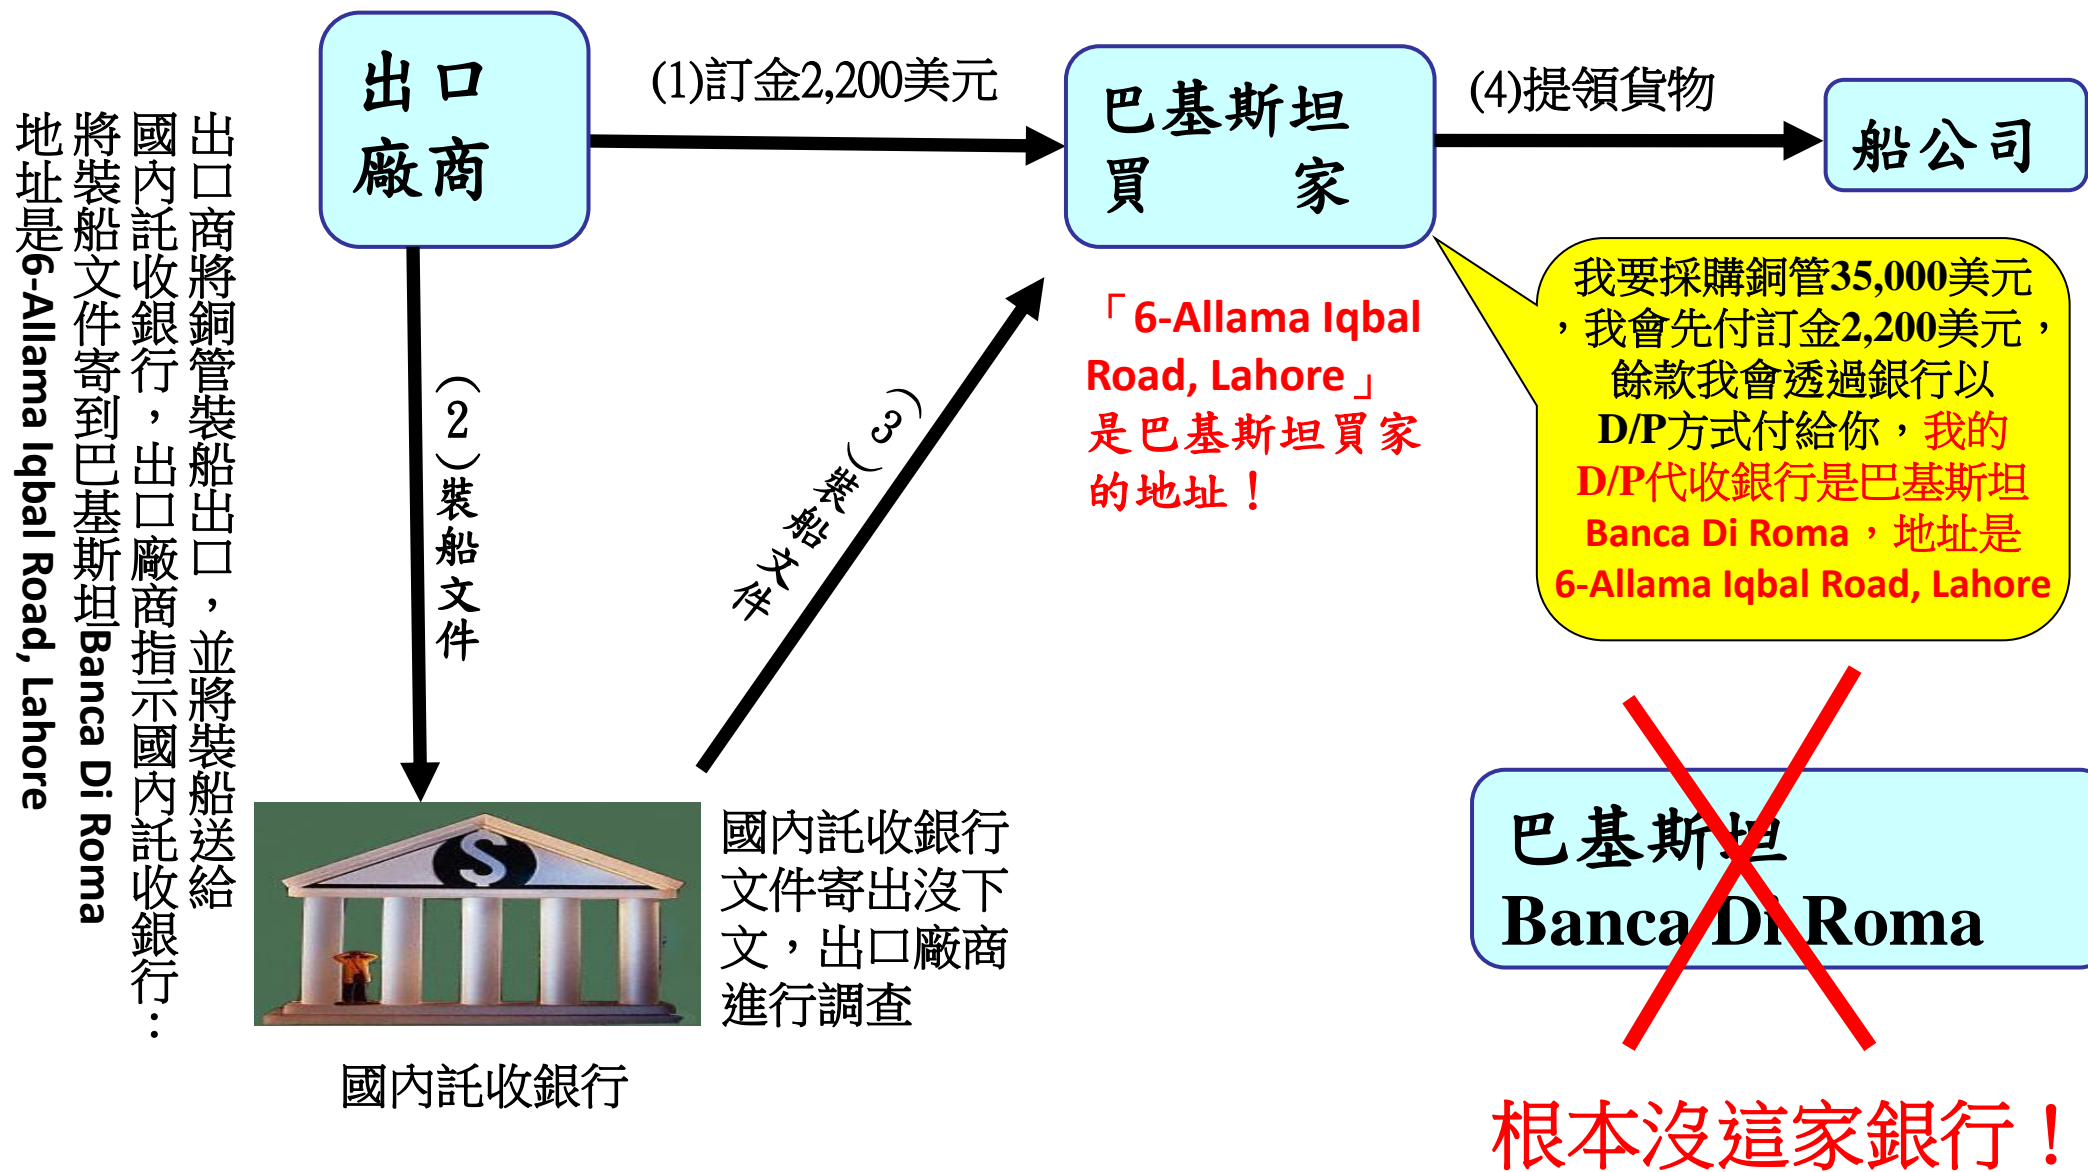 出口商將銅管裝船出口，並將裝船送給
國內託收銀行，出口廠商指示國內託收銀行：
將裝船文件寄到巴基斯坦Banca Di Roma
地址是6-Allama Iqbal Road, Lahore
出口
廠商
(1)訂金2,200美元
巴基斯坦
買家
(4)提領貨物
船公司
(2)裝船文件
(3)裝船文件
「6-Allama Iqbal
Road, Lahore」
是巴基斯坦買家
的地址！
我要採購銅管35,000美元
，我會先付訂金2,200美元，
餘款我會透過銀行以
D/P方式付給你，我的
D/P代收銀行是巴基斯坦
Banca Di Roma，地址是
6-Allama Iqbal Road, Lahore
$
國內託收銀行
文件寄出沒下
文，出口廠商
進行調查
國內託收銀行
巴基斯坦
Banca Di Roma
根本沒這家銀行！